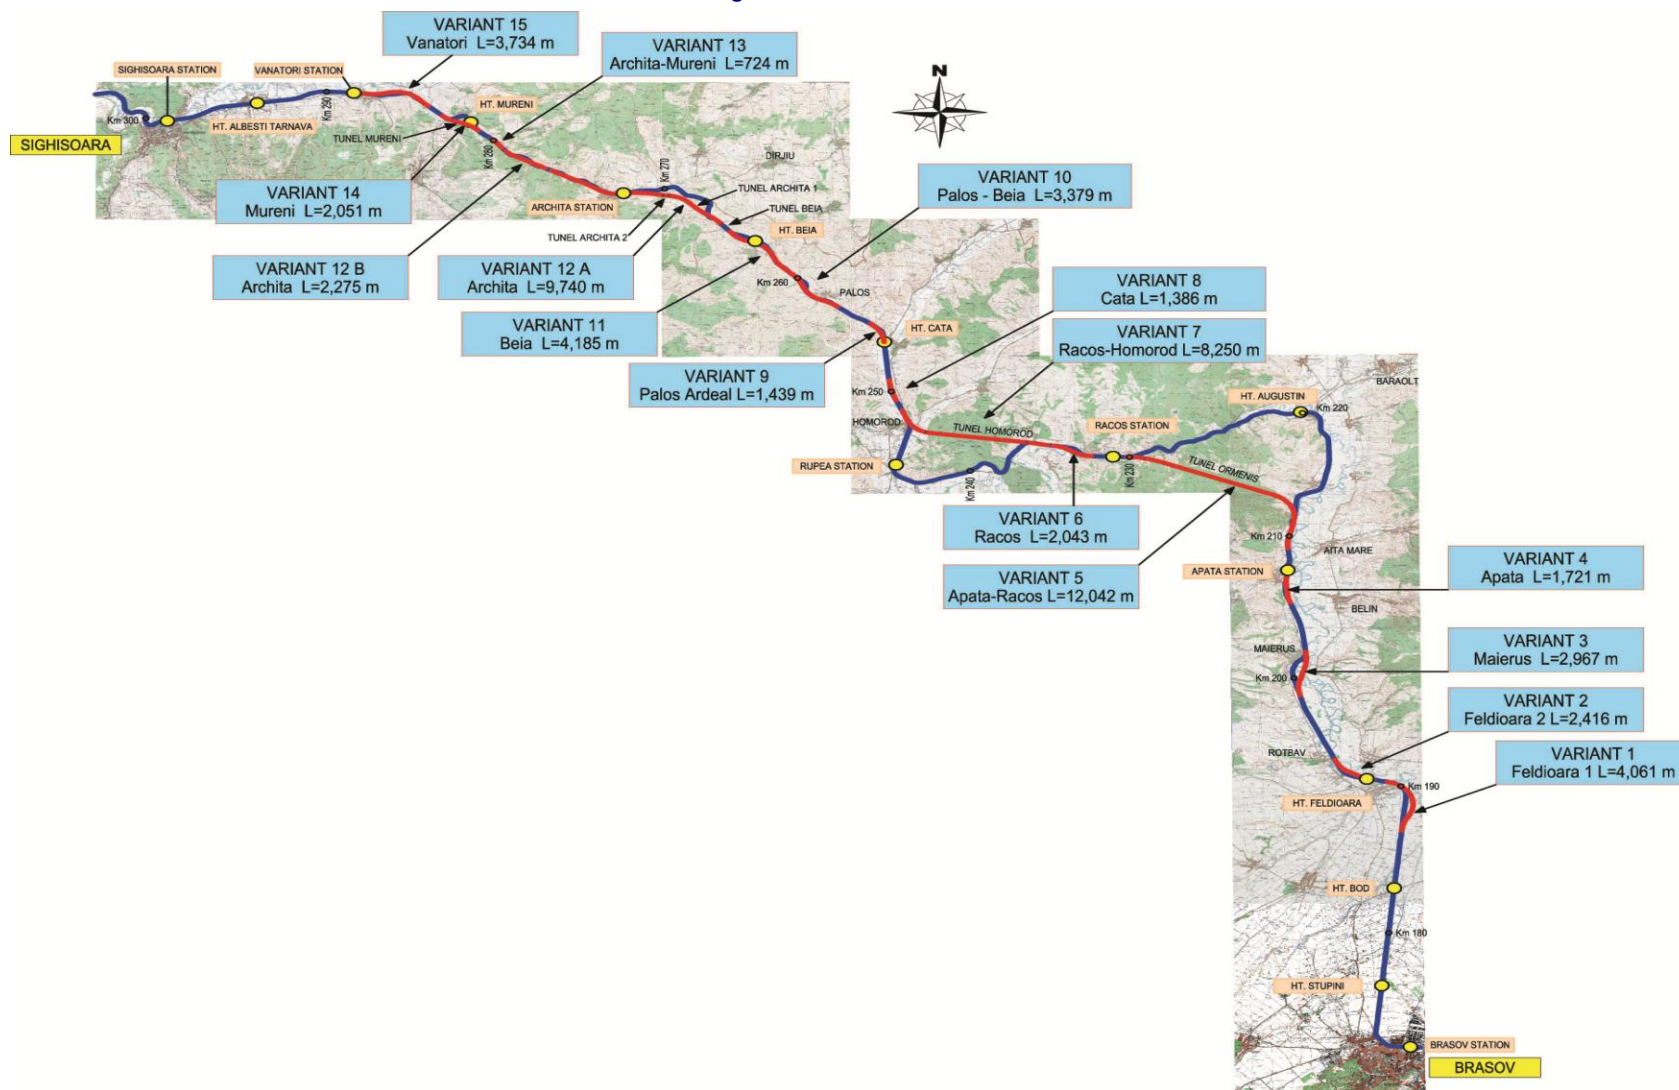 VARIANT 15
Vanatori L=3,734 m
VARIANT 13
Archita-Mureni L=724 m
SIGHISOARA STATION
VANATORI STATION
N
HT. MURENI
Km 290
Km 300
HT. ALBESTI TARNAVA
TUNEL MURENI
SIGHISOARA
Km 280
DIRJIU
Km 270
VARIANT 14
Mureni L=2,051 m
VARIANT 10
Palos - Beia L=3,379 m
TUNEL ARCHITA 1
ARCHITA STATION
TUNEL BEIA
HT. BEIA
TUNEL ARCHITA 2
VARIANT 12 B
Archita L=2,275 m
VARIANT 12 A
Archita L=9,740 m
Km 260
PALOS
VARIANT 8
Cata L=1,386 m
VARIANT 11
Beia L=4,185 m
HT. CATA
VARIANT 7
Racos-Homorod L=8,250 m
VARIANT 9
Palos Ardeal L=1,439 m
BARAOLT
Km 250
HT. AUGUSTIN
Km 220
HOMOROD
TUNEL HOMOROD
RACOS STATION
RUPEA STATION
Km 240
Km 230
TUNEL ORMENIS
VARIANT 6
Racos L=2,043 m
Km 210
AITA MARE
VARIANT 5
Apata-Racos L=12,042 m
APATA STATION
VARIANT 4
Apata L=1,721 m
BELIN
MAIERUS
VARIANT 3
Maierus L=2,967 m
Km 200
VARIANT 2
Feldioara 2 L=2,416 m
ROTBAV
VARIANT 1
Feldioara 1 L=4,061 m
Km 190
HT. FELDIOARA
HT. BOD
Km 180
HT. STUPINI
BRASOV STATION
BRASOV